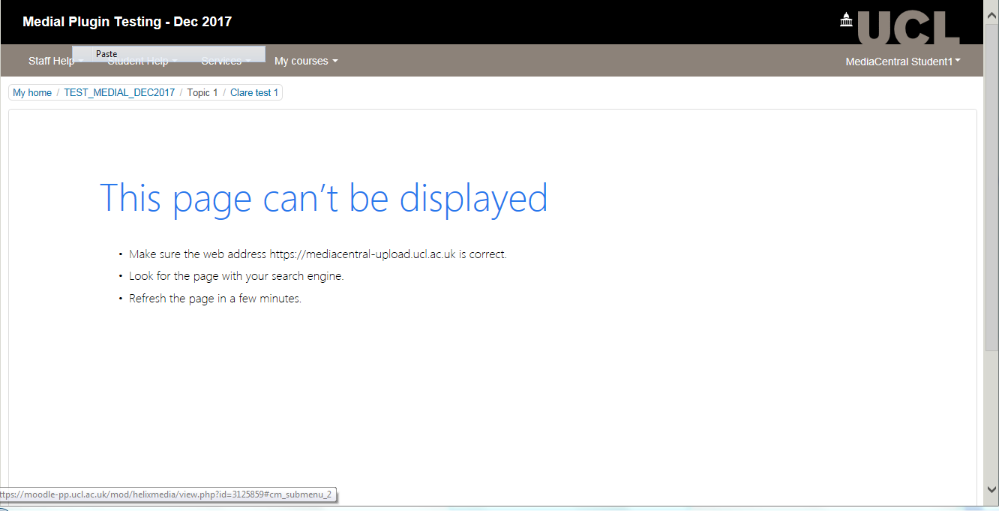 Medial Plugin Testing - Dec 2017
UCL
Paste
Staff Help Student Help Services My courses MediaCentral Student1
My home / TEST_MEDIAL_DEC2017 / Topic 1 / Clare test 1
This page can’t be displayed
• Make sure the web address https://mediacentral-upload.ucl.ac.uk is correct.
• Look for the page with your search engine.
• Refresh the page in a few minutes.
ttps://moodle-pp.ucl.ac.uk/mod/helixmedia/view.php?id=3125859#cm_submenu_2